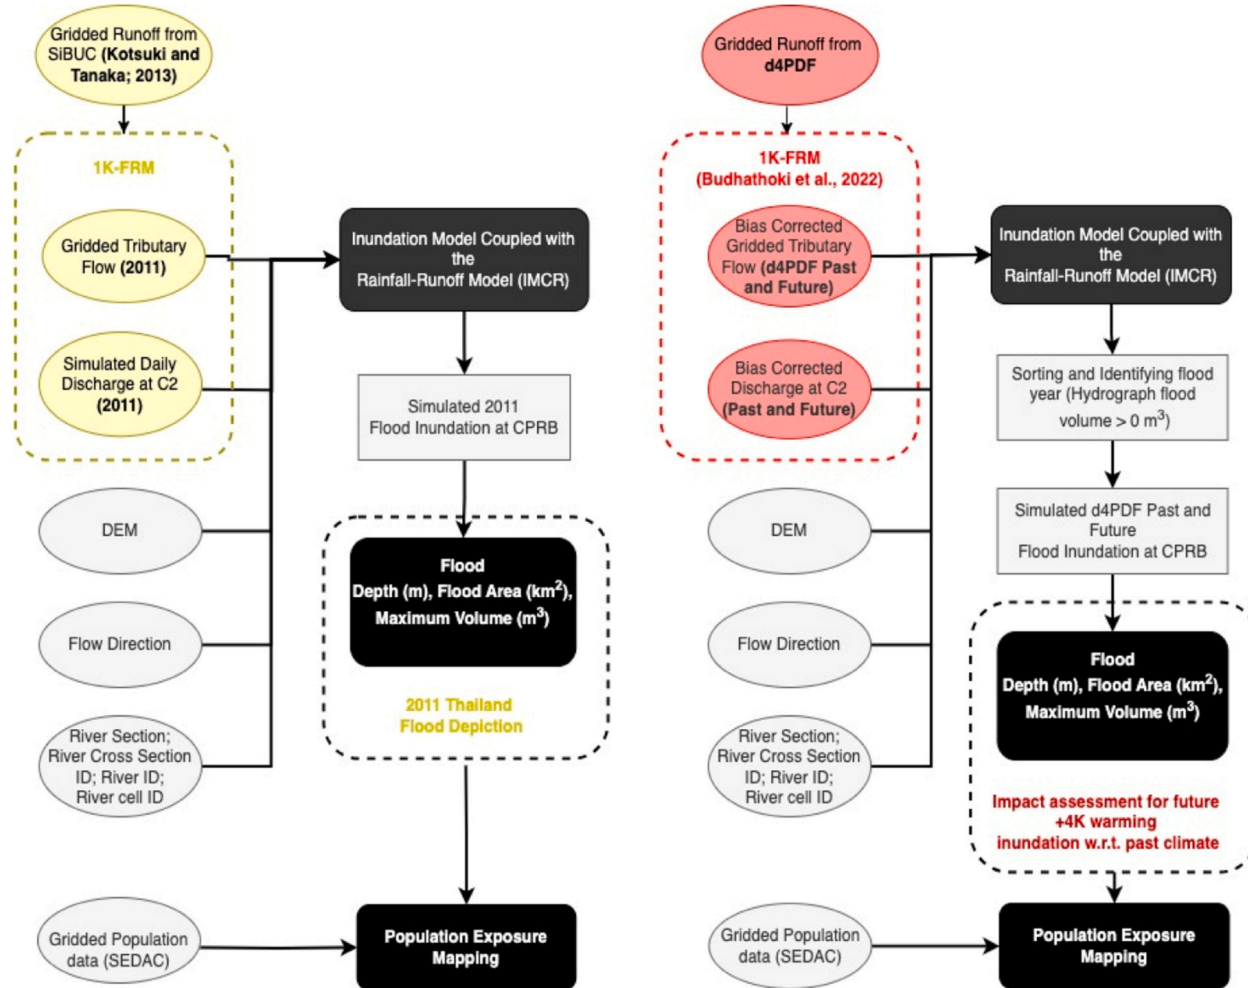 Gridded Runoff from
SiBUC (Kotsuki and
Tanaka; 2013)
1K-FRM
Gridded Tributary
Flow (2011)
Simulated Daily
Discharge at C2
(2011)
DEM
Flow Direction
River Section;
River Cross Section
ID; River ID;
River cell ID
Gridded Population
data (SEDAC)
Inundation Model Coupled with
the
Rainfall-Runoff Model (IMCR)
Simulated 2011
Flood Inundation at CPRB
Flood
Depth (m), Flood Area (km²),
Maximum Volume (m³)
2011 Thailand
Flood Depiction
Population Exposure
Mapping
Gridded Runoff from
d4PDF
1K-FRM
(Budhathoki et al., 2022)
Bias Corrected
Gridded Tributary
Flow (d4PDF Past
and Future)
Bias Corrected
Discharge at C2
(Past and Future)
DEM
Flow Direction
River Section;
River Cross Section
ID; River ID;
River cell ID
Gridded Population
data (SEDAC)
Inundation Model Coupled with
the
Rainfall-Runoff Model (IMCR)
Sorting and Identifying flood
year (Hydrograph flood
volume > 0 m³)
Simulated d4PDF Past and
Future
Flood Inundation at CPRB
Flood
Depth (m), Flood Area (km²),
Maximum Volume (m³)
Impact assessment for future
+4K warming
inundation w.r.t. past climate
Population Exposure
Mapping